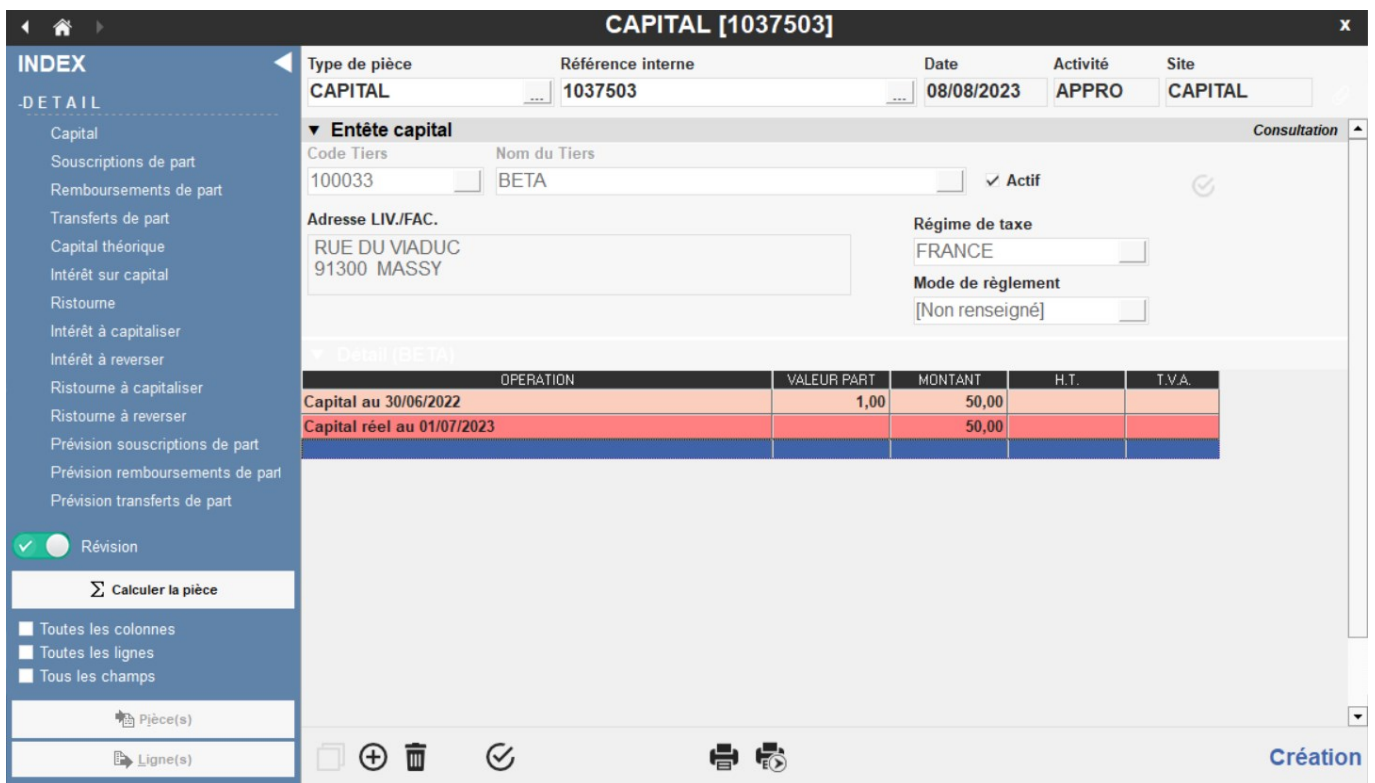 CAPITAL [1037503]
x
INDEX
-DETAIL
Capital
Souscriptions de part
Remboursements de part
Transferts de part
Capital théorique
Intérêt sur capital
Ristourne
Intérêt à capitaliser
Intérêt à reverser
Ristourne à capitaliser
Ristourne à reverser
Prévision souscriptions de part
Prévision remboursements de part
Prévision transferts de part
Révision
Σ Calculer la pièce
Toutes les colonnes
Toutes les lignes
Tous les champs
Pièce(s)
Ligne(s)
Type de pièce Référence interne Date Activité Site
CAPITAL ... 1037503 ... 08/08/2023 APPRO CAPITAL
▼ Entête capital Consultation
Code Tiers Nom du Tiers
100033 BETA Actif
Adresse LIV./FAC.
RUE DU VIADUC
91300 MASSY
Régime de taxe
FRANCE
Mode de règlement
[Non renseigné]
▼ Détail (BETA)
OPERATION VALEUR PART MONTANT H.T. T.V.A.
Capital au 30/06/2022 1,00 50,00
Capital réel au 01/07/2023 50,00
Création